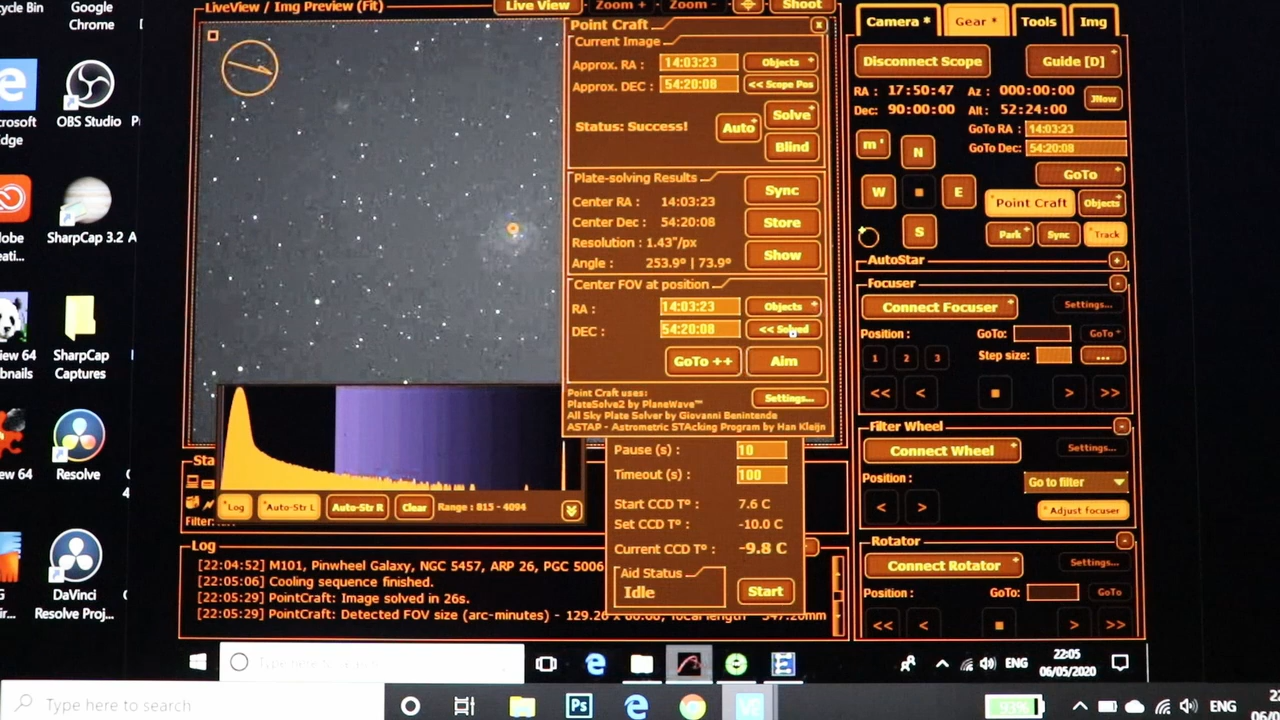 cycle Bin
Google
Chrome
crosoft
Edge
OBS Studio
dobe
SharpCap 3.2
SharpCap
Captures
Resolve
DaVinci
Resolve Proj...
LiveView / Img Preview (Fit)
Live View
Zoom +
Zoom -
Shoot
Point Craft
x
Current Image
Approx. RA : 14:03:23 Objects
Approx. DEC : 54:20:08 << Scope Pos
Status: Success! Auto Solve
Blind
Plate-solving Results
Sync
Center RA : 14:03:23
Center Dec : 54:20:08 Store
Resolution : 1.43"/px
Angle : 253.9° | 73.9° Show
Center FOV at position
RA : 14:03:23 Objects
DEC : 54:20:08 << Solved
GoTo ++ Aim
Point Craft uses: Settings...
PlateSolve2 by PlaneWave™
All Sky Plate Solver by Giovanni Benintende
ASTAP - Astrometric STAcking Program by Han Kleijn
Pause (s) : 10
Timeout (s) : 100
Start CCD T° : 7.6 C
Set CCD T° : -10.0 C
Current CCD T° : -9.8 C
Aid Status
Idle Start
Log Auto-Str L Auto-Str R Clear Range : 815 - 4094
Sta
Filter:
Log
[22:04:52] M101, Pinwheel Galaxy, NGC 5457, ARP 26, PGC 5006
[22:05:06] Cooling sequence finished.
[22:05:29] PointCraft: Image solved in 26s.
[22:05:29] PointCraft: Detected FOV size (arc-minutes) -
Camera * Gear * Tools Img
Disconnect Scope Guide [D]
RA : 17:50:47 Az : 000:00:00 JNow
Dec: 90:00:00 Alt: 52:24:00
GoTo RA : 14:03:23
m' N GoTo Dec: 54:20:08
GoTo
W E Point Craft Objects
S Park Sync Track
AutoStar +
Focuser -
Connect Focuser Settings...
Position : GoTo: GoTo
1 2 3 Step size: ...
<< < > >>
Filter Wheel -
Connect Wheel Settings...
Position : Go to filter
< > Adjust focuser
Rotator -
Connect Rotator Settings...
Position : GoTo: GoTo
<< < > >>
Type here to search
ENG 22:05
06/05/2020
Type here to search
93%
ENG